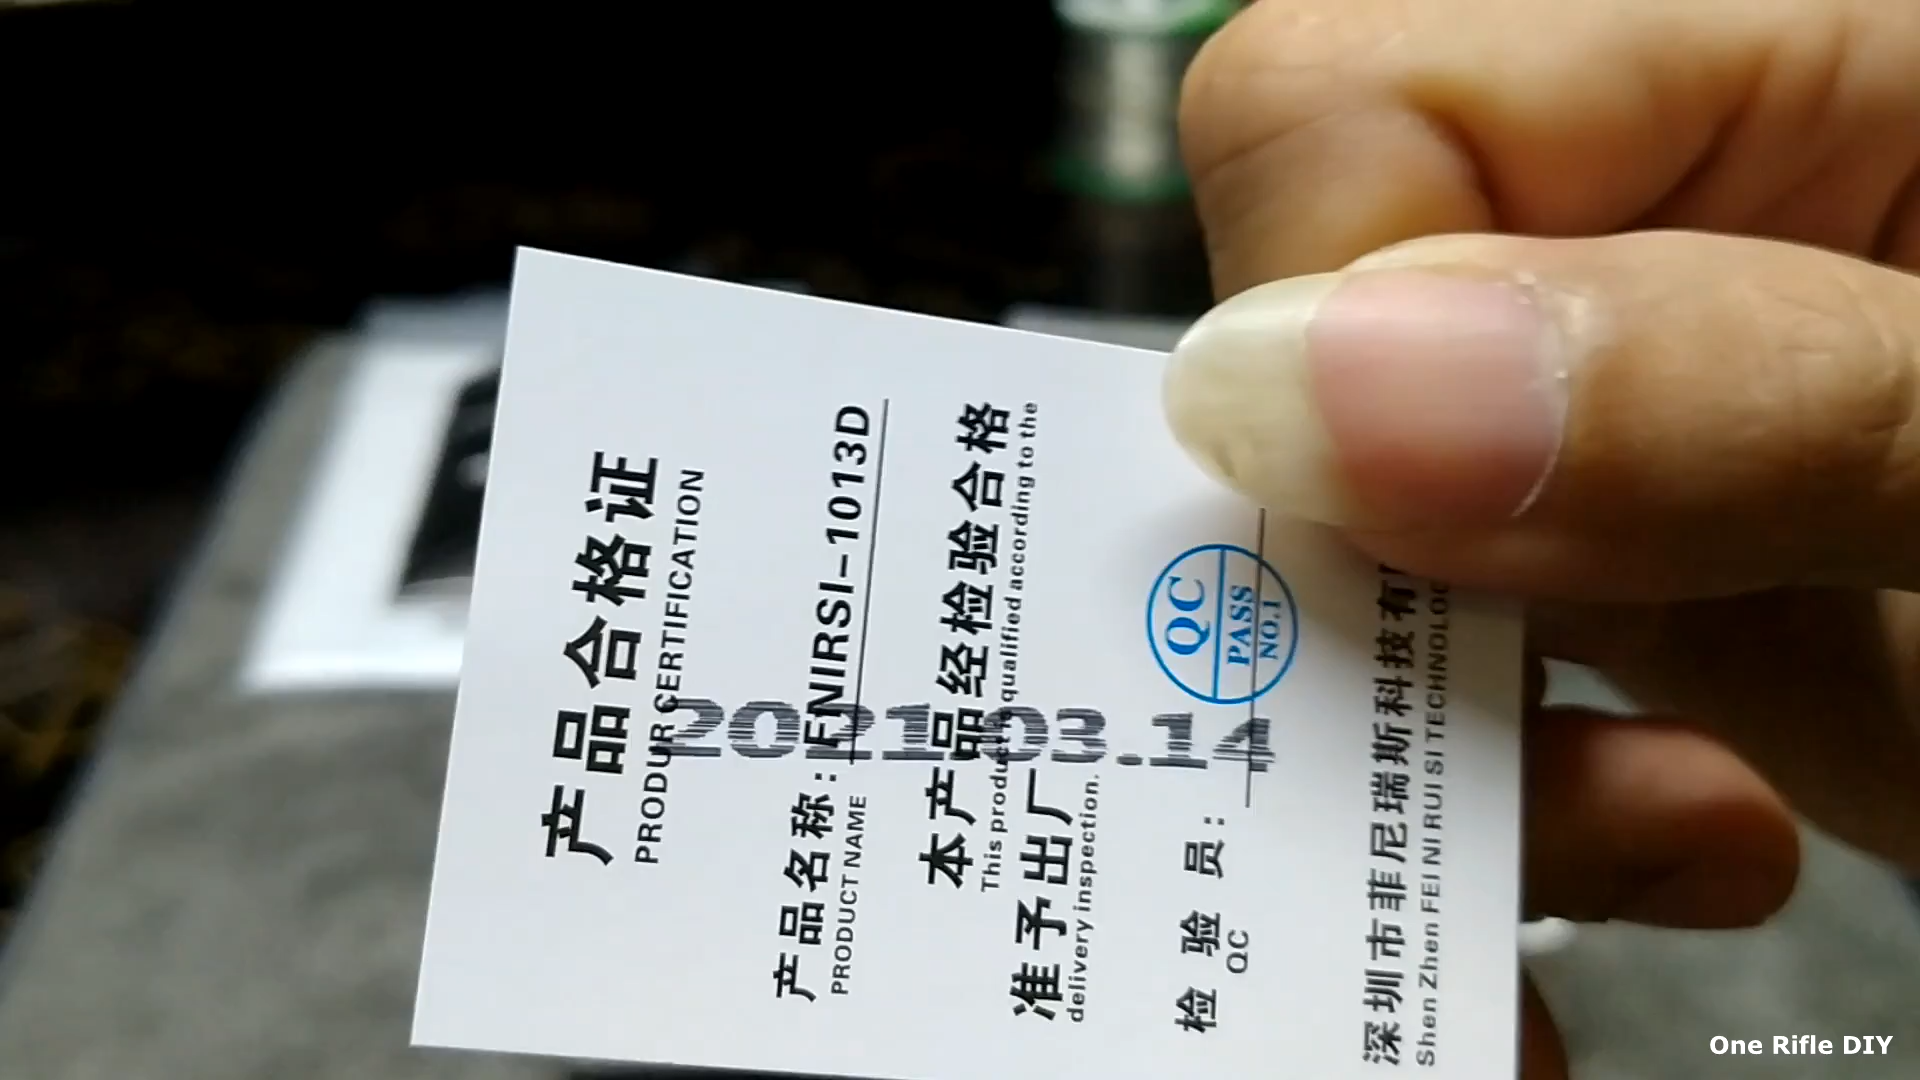 产品合格证
PRODUCT CERTIFICATION
产品名称：FNIRSI-1013D
PRODUCT NAME
本产品经检验合格
This product is qualified according to the
准予出厂
delivery inspection.
检验员：
QC
QC
PASS
NO.1
2021.03.14
深圳市菲尼瑞斯科技有
Shen Zhen FEI NI RUI SI TECHNOLO
One Rifle DIY